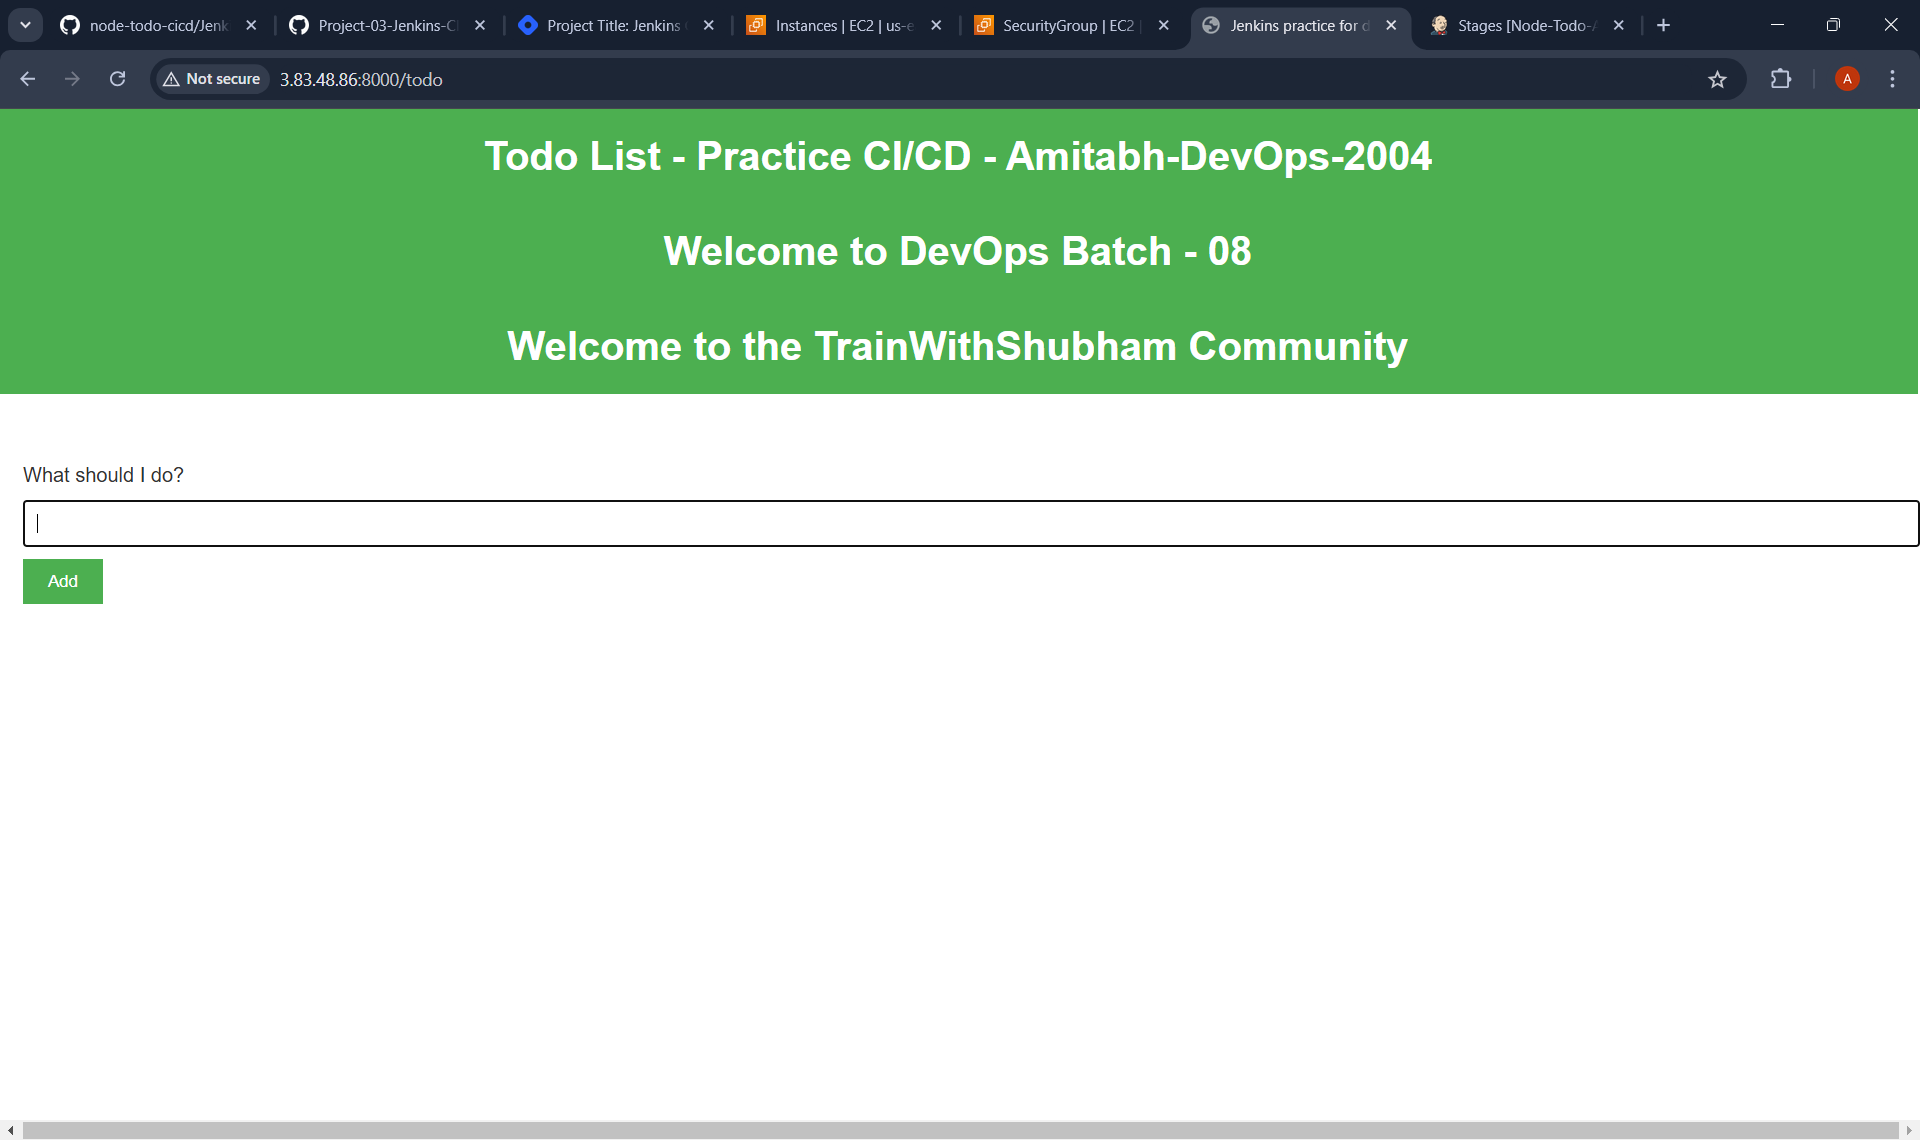 node-todo-cicd/Jenk
Project-03-Jenkins-C
Project Title: Jenkins
Instances | EC2 | us-e
SecurityGroup | EC2 |
Jenkins practice for d
Stages [Node-Todo-A
Not secure
3.83.48.86:8000/todo
A
Todo List - Practice CI/CD - Amitabh-DevOps-2004
Welcome to DevOps Batch - 08
Welcome to the TrainWithShubham Community
What should I do?
Add